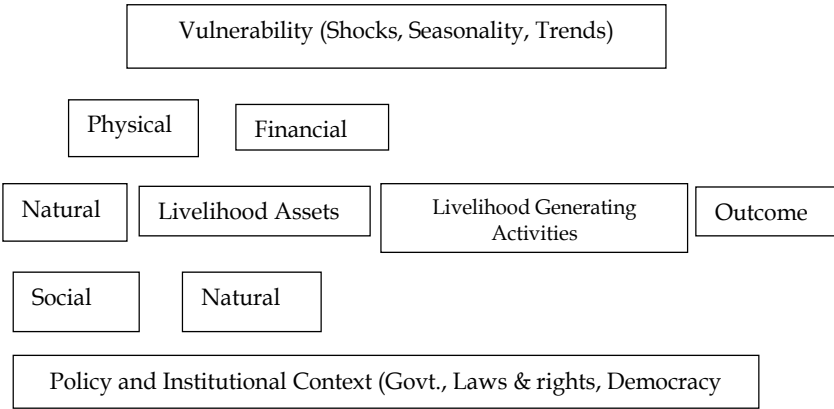 Vulnerability (Shocks, Seasonality, Trends)
Physical
Financial
Natural
Livelihood Assets
Livelihood Generating
Activities
Outcome
Social
Natural
Policy and Institutional Context (Govt., Laws & rights, Democracy